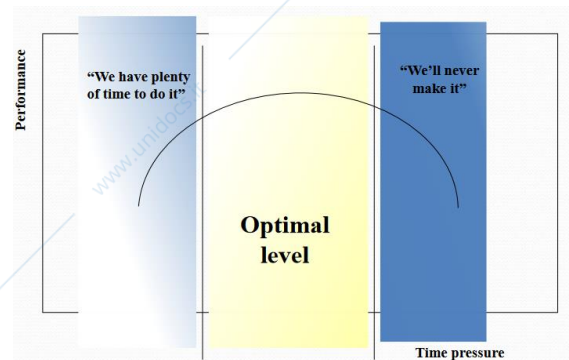 Performance
“We have plenty
of time to do it”
“We’ll never
make it”
Optimal
level
Time pressure
www.unidocs.it